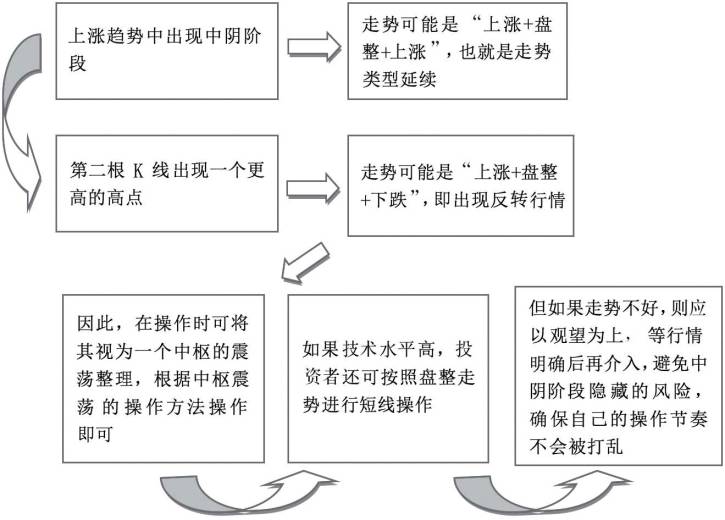 上涨趋势中出现中阴阶
段
走势可能是“上涨+盘
整+上涨”,也就是走势
类型延续
第二根 K 线出现一个更
高的高点
走势可能是“上涨+盘整
+下跌”,即出现反转行情
因此，在操作时可将
其视为一个中枢的震
荡整理，根据中枢震
荡的操作方法操作
即可
如果技术水平高，投
资者还可按照盘整走
势进行短线操作
但如果走势不好，则应
以观望为上，等行情
明确后再介入，避免中
阴阶段隐藏的风险，
确保自己的操作节奏
不会被打乱